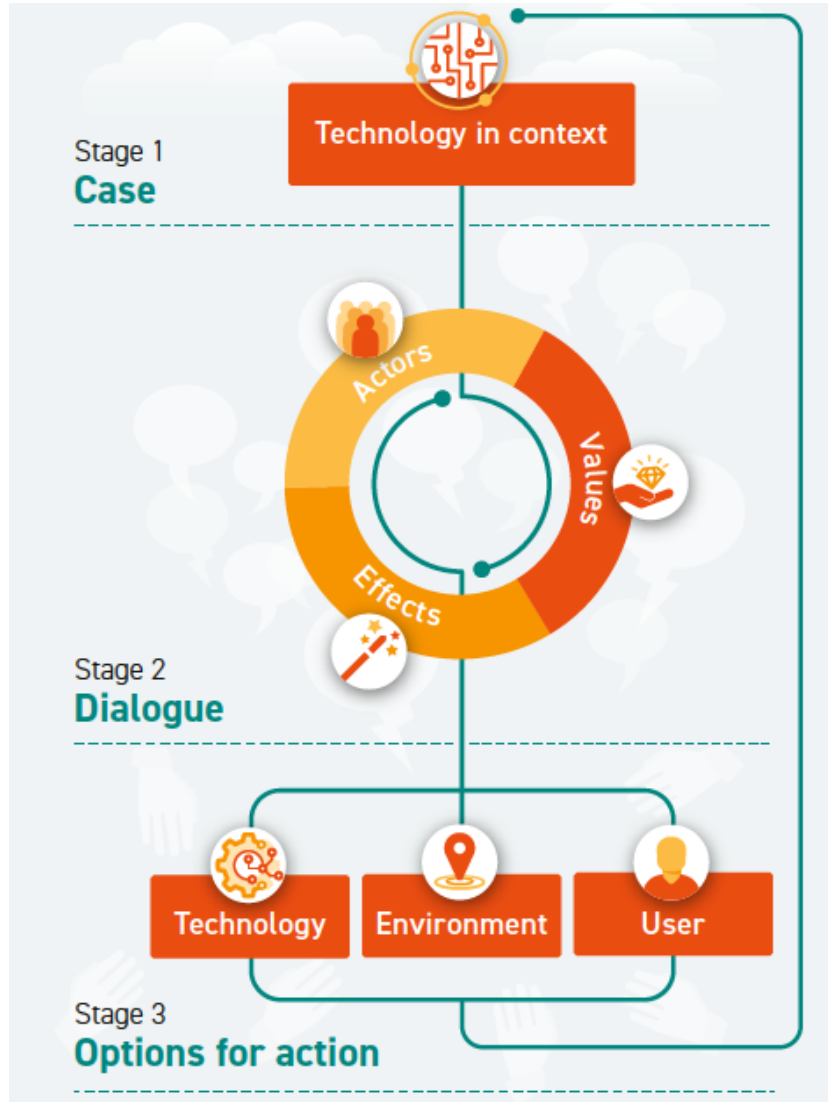 Technology in context
Stage 1
Case
Actors
Values
Effects
Stage 2
Dialogue
Technology
Environment
User
Stage 3
Options for action